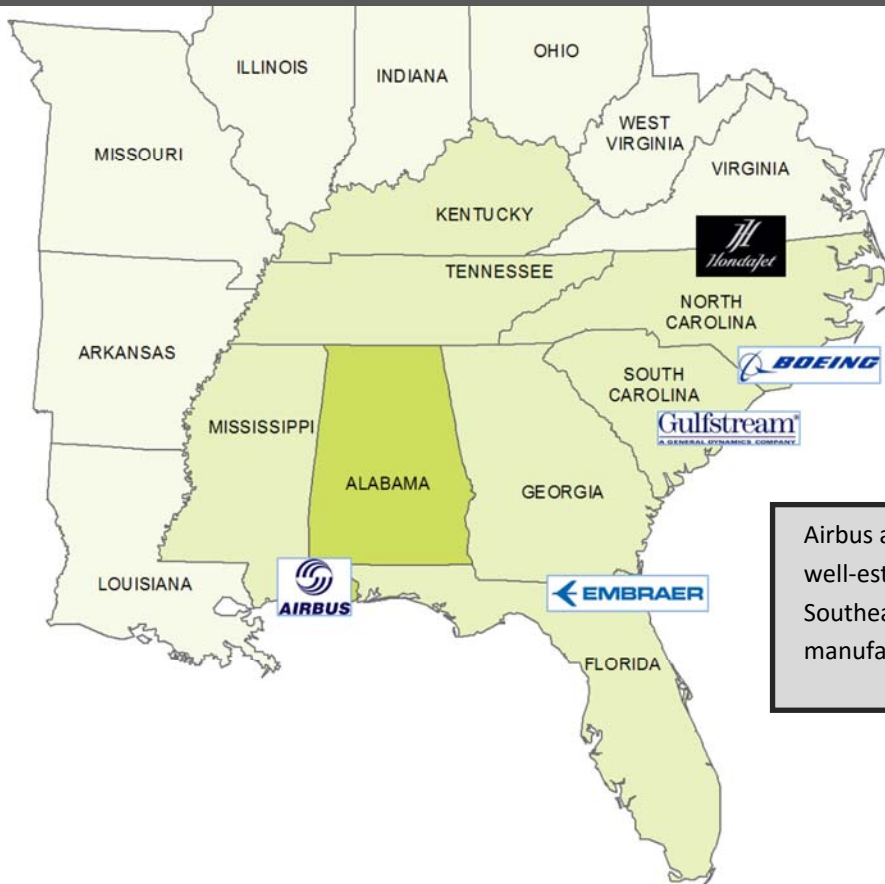 ILLINOIS
INDIANA
OHIO
MISSOURI
WEST
VIRGINIA
VIRGINIA
KENTUCKY
HondaJet
TENNESSEE
NORTH
CAROLINA
ARKANSAS
BOEING
SOUTH
CAROLINA
MISSISSIPPI
Gulfstream®
A GENERAL DYNAMICS COMPANY
ALABAMA
GEORGIA
LOUISIANA
AIRBUS
EMBRAER
FLORIDA
Airbus a
well-est
Southea
manufa